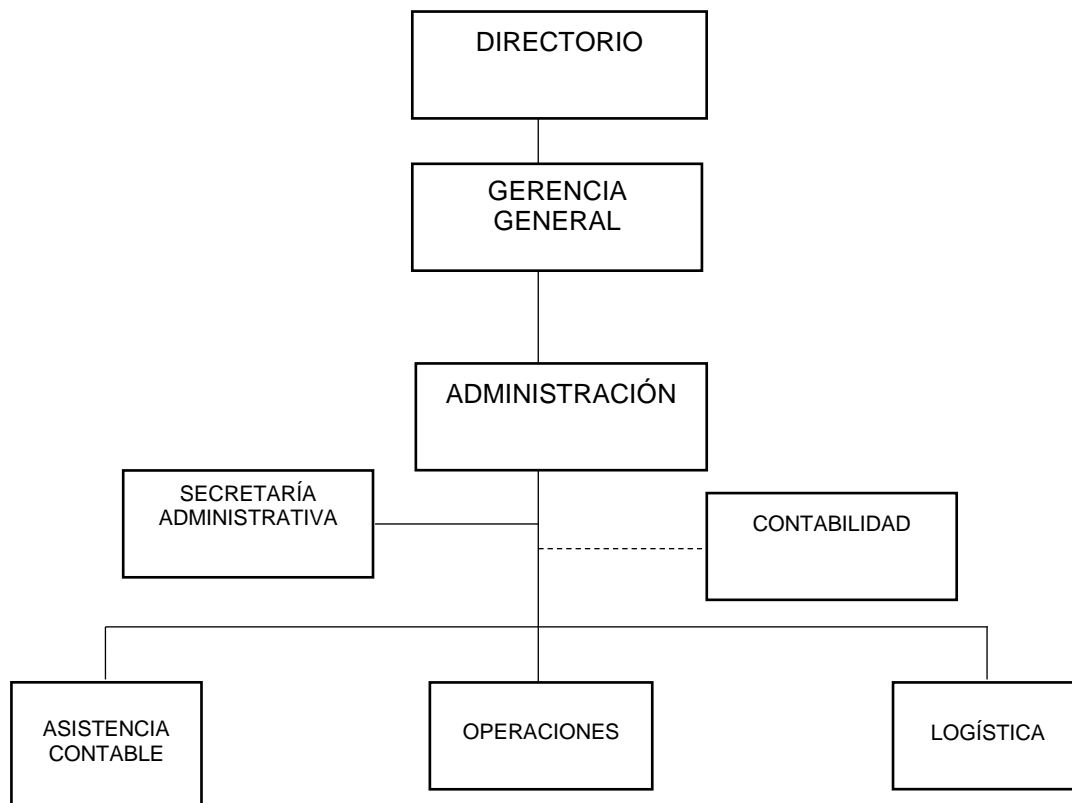 DIRECTORIO
GERENCIA
GENERAL
ADMINISTRACIÓN
SECRETARÍA
ADMINISTRATIVA
CONTABILIDAD
ASISTENCIA
CONTABLE
OPERACIONES
LOGÍSTICA